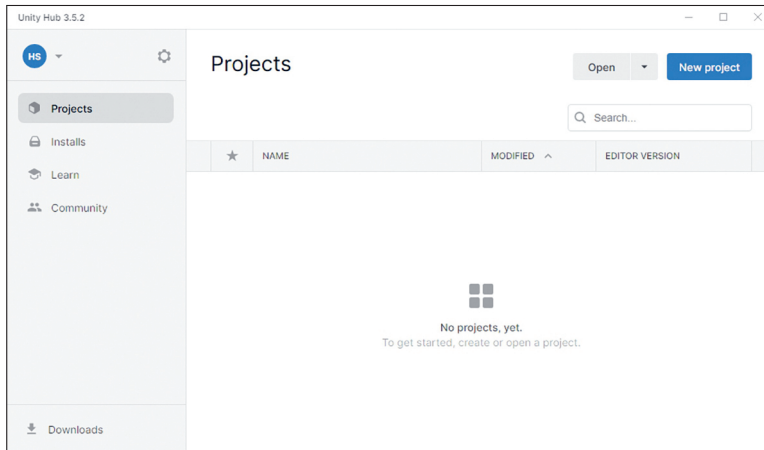 Unity Hub 3.5.2
HS
Projects
Installs
Learn
Community
Downloads
Projects
Open
New project
Search...
NAME MODIFIED EDITOR VERSION
No projects, yet.
To get started, create or open a project.